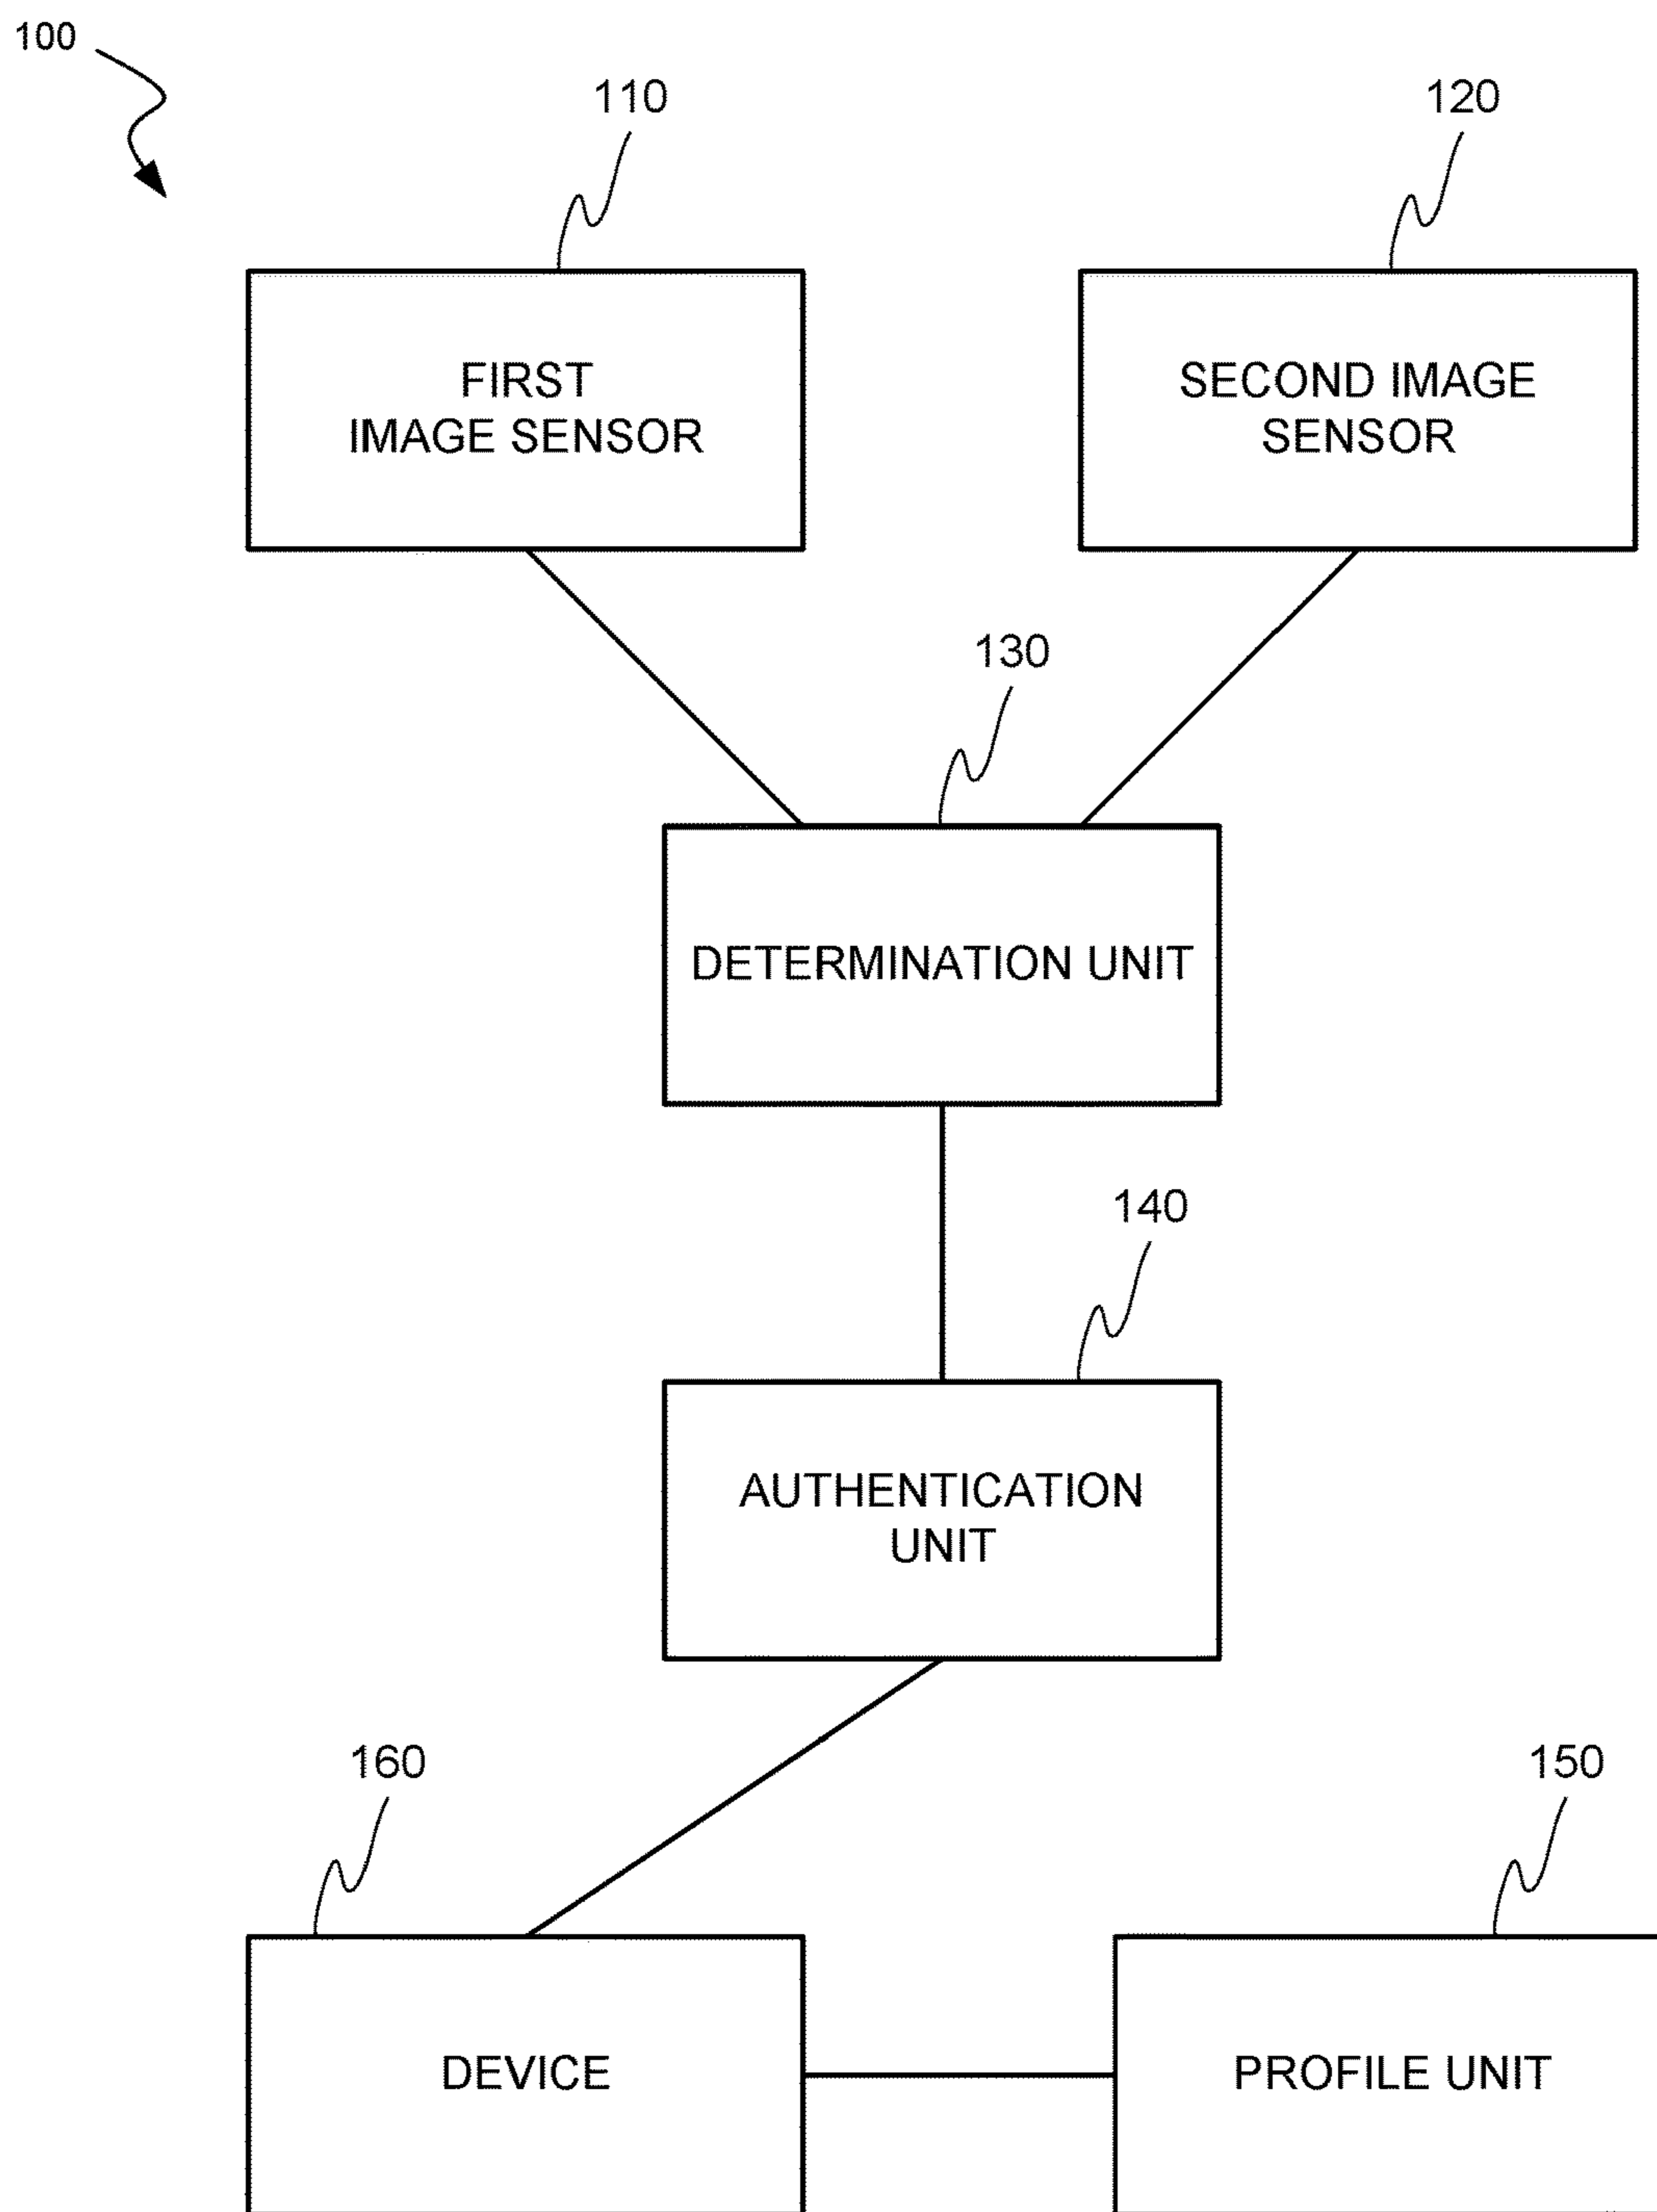 100
110
120
FIRST
IMAGE SENSOR
SECOND IMAGE
SENSOR
130
DETERMINATION UNIT
140
AUTHENTICATION
UNIT
160
150
DEVICE
PROFILE UNIT